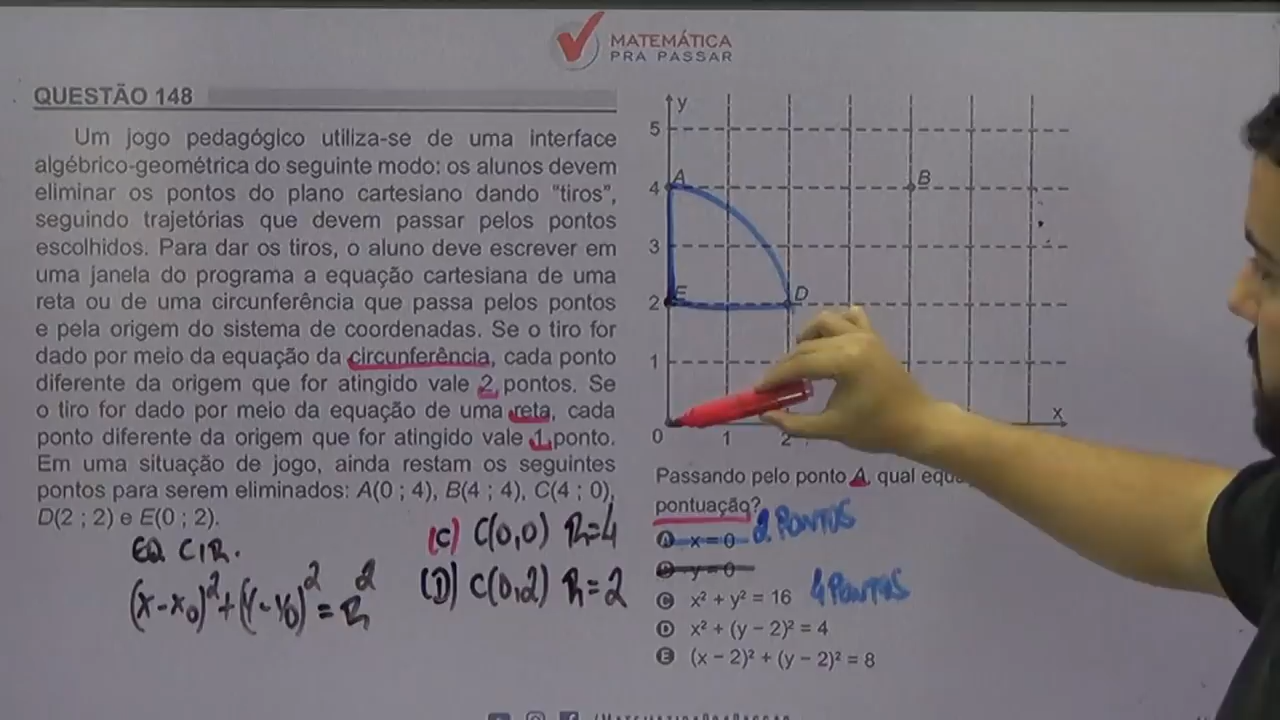 MATEMÁTICA
PRA PASSAR
QUESTÃO 148
Um jogo pedagógico utiliza-se de uma interface
algébrico-geométrica do seguinte modo: os alunos devem
eliminar os pontos do plano cartesiano dando "tiros",
seguindo trajetórias que devem passar pelos pontos
escolhidos. Para dar os tiros, o aluno deve escrever em
uma janela do programa a equação cartesiana de uma
reta ou de uma circunferência que passa pelos pontos
e pela origem do sistema de coordenadas. Se o tiro for
dado por meio da equação da circunferência, cada ponto
diferente da origem que for atingido vale 2 pontos. Se
o tiro for dado por meio da equação de uma reta, cada
ponto diferente da origem que for atingido vale 1 ponto.
Em uma situação de jogo, ainda restam os seguintes
pontos para serem eliminados: A(0 ; 4), B(4 ; 4), C(4 ; 0),
D(2 ; 2) e E(0 ; 2).
EQ CIR.
(x-x₀)²+(y-y₀)²=R²
(C) C(0,0) R=4
(D) C(0,2) R=2
y
5
4 A B
3
2 E D
1
0 1 2 x
Passando pelo ponto A, qual equ
pontuação?
A x = 0 2 PONTOS
B y = 0
C x² + y² = 16 4 PONTOS
D x² + (y − 2)² = 4
E (x − 2)² + (y − 2)² = 8